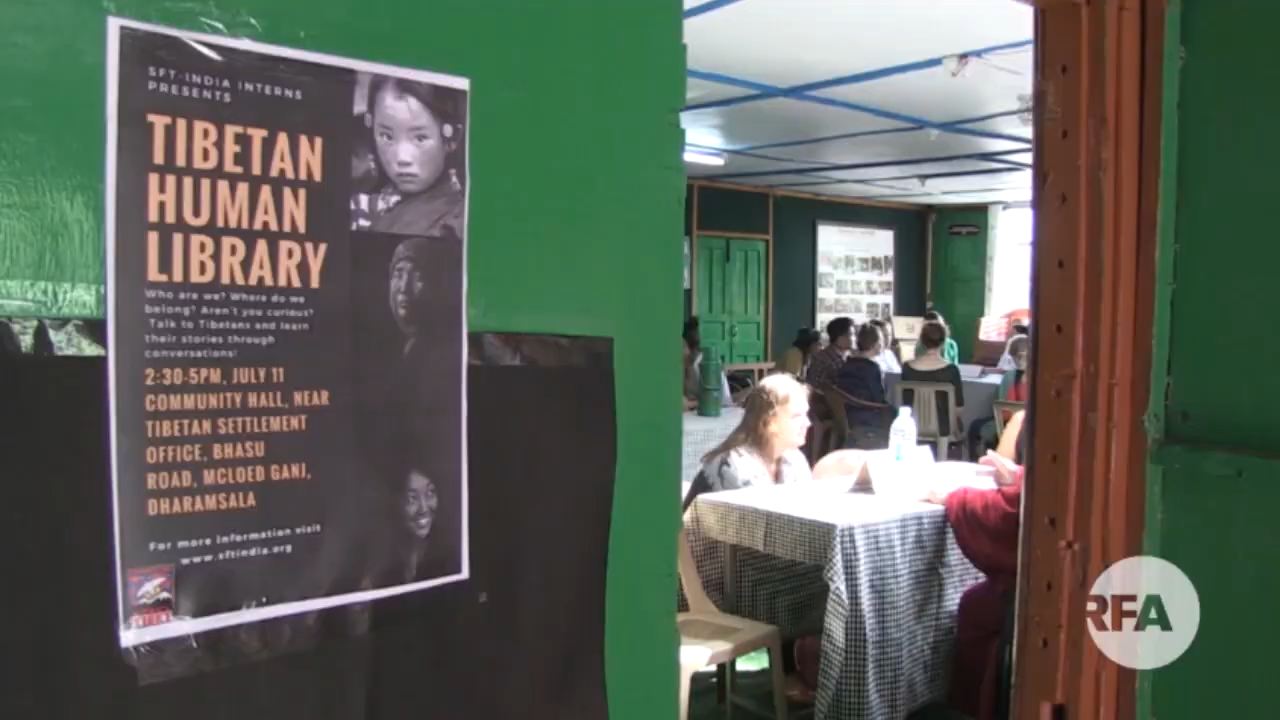 SFT-INDIA INTERNS
PRESENTS
TIBETAN
HUMAN
LIBRARY
Who are we? Where do we
belong? Aren't you curious?
Talk to Tibetans and learn
their stories through
conversations!
2:30-5PM, JULY 11
COMMUNITY HALL, NEAR
TIBETAN SETTLEMENT
OFFICE, BHASU
ROAD, MCLOED GANJ,
DHARAMSALA
For more information visit
www.sftindia.org
RFA